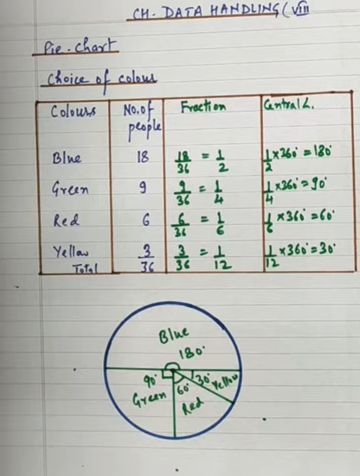 CH- DATA HANDLING (VIII
Pie-Chart
Choice of colour
Colours No. of people Fraction Central ∠.
Blue 18 18/36 = 1/2 1/2 × 360° = 180°
Green 9 9/36 = 1/4 1/4 × 360° = 90°
Red 6 6/36 = 1/6 1/6 × 360° = 60°
Yellow 3 3/36 = 1/12 1/12 × 360° = 30°
Total 36
Blue
180°
90° 60° 30° Yellow
Green Red